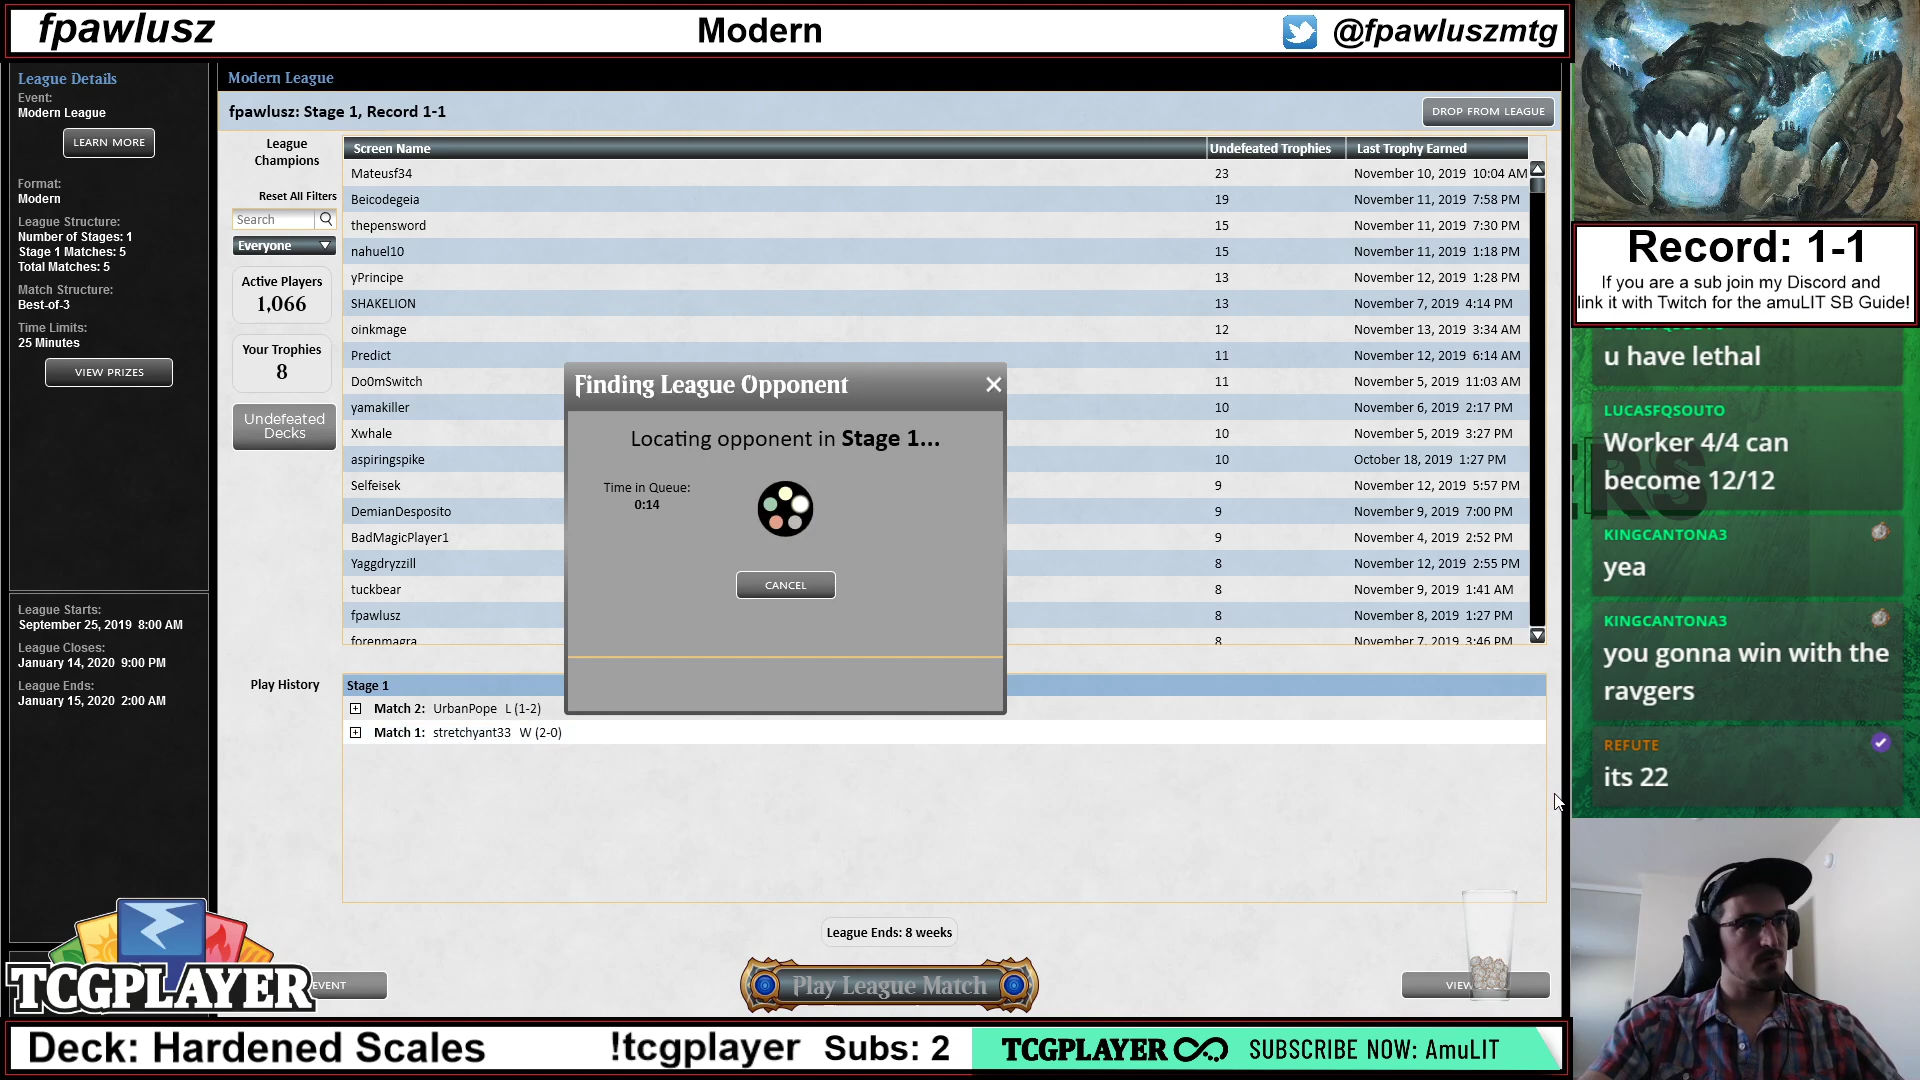 fpawlusz
Modern
@fpawluszmtg
League Details
Event:
Modern League
LEARN MORE
Format:
Modern
League Structure:
Number of Stages: 1
Stage 1 Matches: 5
Total Matches: 5
Match Structure:
Best-of-3
Time Limits:
25 Minutes
VIEW PRIZES
League Starts:
September 25, 2019 8:00 AM
League Closes:
January 14, 2020 9:00 PM
League Ends:
January 15, 2020 2:00 AM
Modern League
fpawlusz: Stage 1, Record 1-1
DROP FROM LEAGUE
League
Champions
Reset All Filters
Search
Everyone
Active Players
1,066
Your Trophies
8
Undefeated
Decks
Screen Name Undefeated Trophies Last Trophy Earned
Mateusf34 23 November 10, 2019 10:04 AM
Beicodegeia 19 November 11, 2019 7:58 PM
thepensword 15 November 11, 2019 7:30 PM
nahuel10 15 November 11, 2019 1:18 PM
yPrincipe 13 November 12, 2019 1:28 PM
SHAKELION 13 November 7, 2019 4:14 PM
oinkmage 12 November 13, 2019 3:34 AM
Predict 11 November 12, 2019 6:14 AM
Do0mSwitch 11 November 5, 2019 11:03 AM
yamakiller 10 November 6, 2019 2:17 PM
Xwhale 10 November 5, 2019 3:27 PM
aspiringspike 10 October 18, 2019 1:27 PM
Selfeisek 9 November 12, 2019 5:57 PM
DemianDesposito 9 November 9, 2019 7:00 PM
BadMagicPlayer1 9 November 4, 2019 2:52 PM
Yaggdryzzill 8 November 12, 2019 2:55 PM
tuckbear 8 November 9, 2019 1:41 AM
fpawlusz 8 November 8, 2019 1:27 PM
forenmagra 8 November 7, 2019 3:46 PM
Finding League Opponent
Locating opponent in Stage 1...
Time in Queue:
0:14
CANCEL
Play History
Stage 1
Match 2: UrbanPope L (1-2)
Match 1: stretchyant33 W (2-0)
League Ends: 8 weeks
Play League Match
EVENT
VIEW
TCGPLAYER
Record: 1-1
If you are a sub join my Discord and
link it with Twitch for the amuLIT SB Guide!
LUCASFQSOUTO
u have lethal
LUCASFQSOUTO
Worker 4/4 can
become 12/12
KINGCANTONA3
yea
KINGCANTONA3
you gonna win with the
ravgers
REFUTE
its 22
Deck: Hardened Scales
!tcgplayer
Subs: 2
TCGPLAYER
SUBSCRIBE NOW: AmuLIT